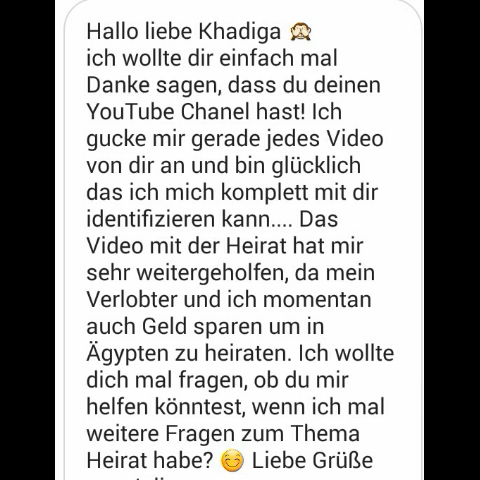 Hallo liebe Khadiga 🙈
ich wollte dir einfach mal
Danke sagen, dass du deinen
YouTube Chanel hast! Ich
gucke mir gerade jedes Video
von dir an und bin glücklich
das ich mich komplett mit dir
identifizieren kann.... Das
Video mit der Heirat hat mir
sehr weitergeholfen, da mein
Verlobter und ich momentan
auch Geld sparen um in
Ägypten zu heiraten. Ich wollte
dich mal fragen, ob du mir
helfen könntest, wenn ich mal
weitere Fragen zum Thema
Heirat habe? 😊 Liebe Grüße